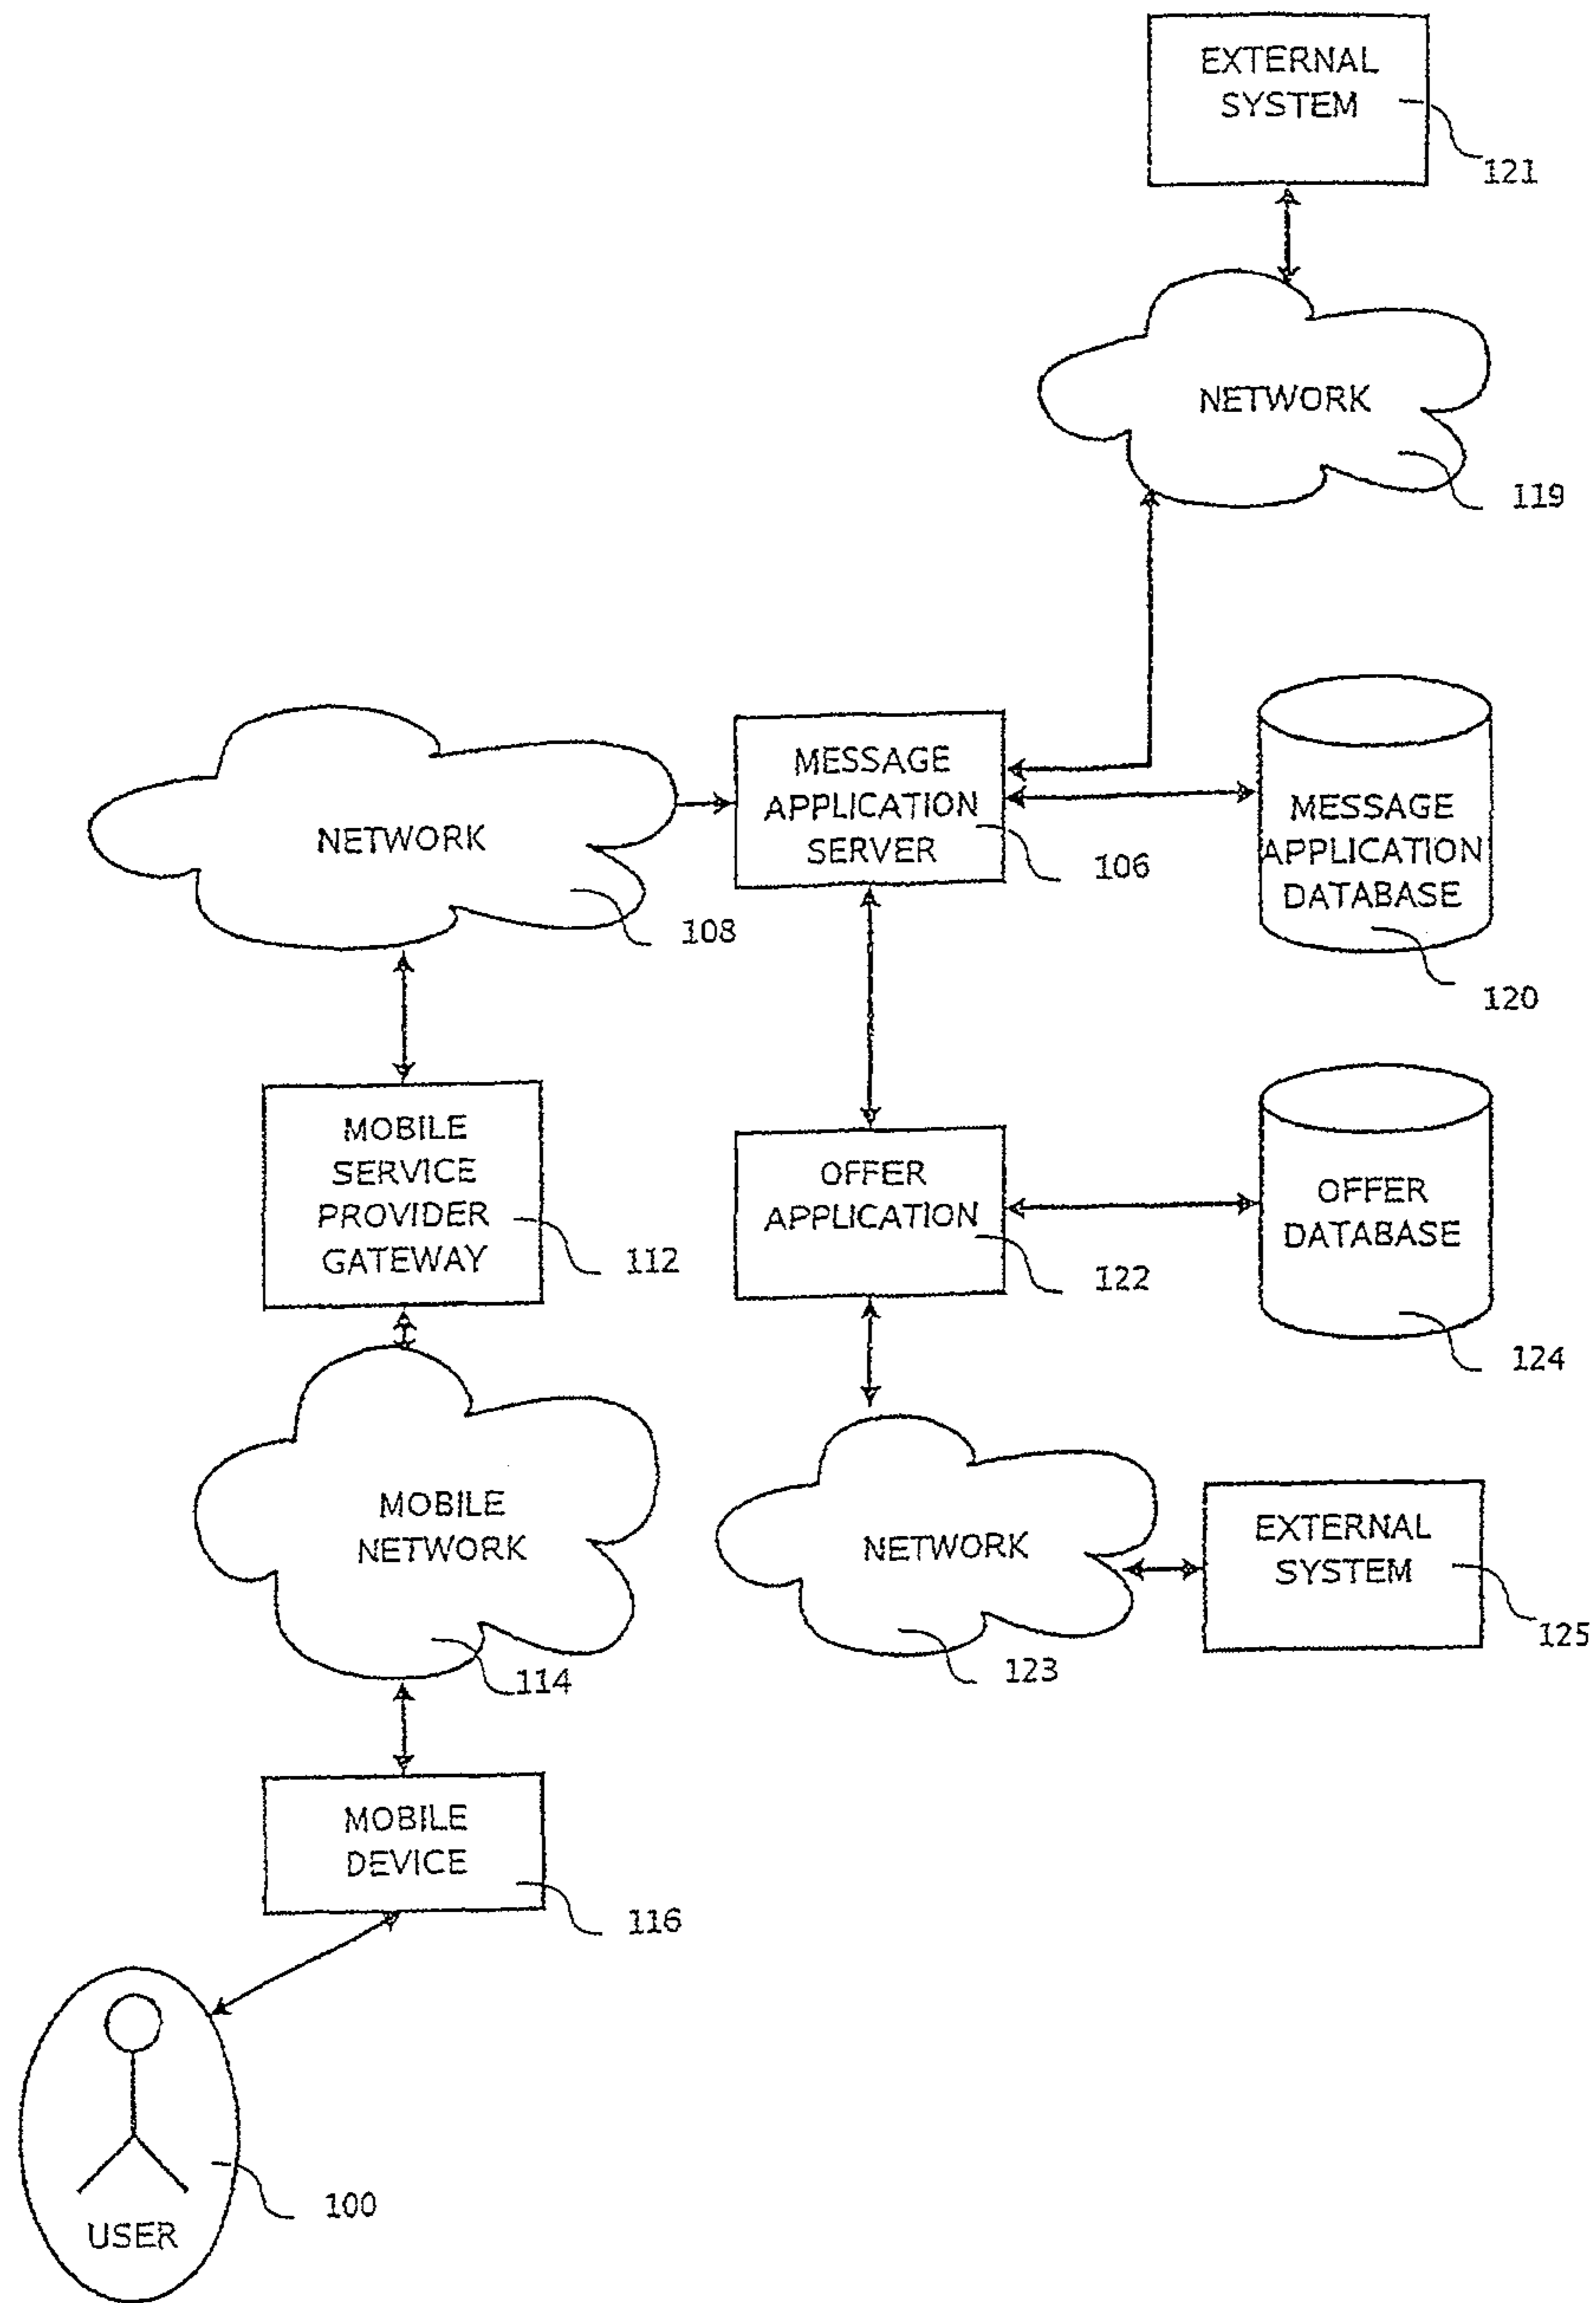 EXTERNAL
SYSTEM
121
NETWORK
119
MESSAGE
APPLICATION
SERVER
106
MESSAGE
APPLICATION
DATABASE
120
NETWORK
108
MOBILE
SERVICE
PROVIDER
GATEWAY
112
OFFER
APPLICATION
122
OFFER
DATABASE
124
MOBILE
NETWORK
114
NETWORK
123
EXTERNAL
SYSTEM
125
MOBILE
DEVICE
116
USER
100